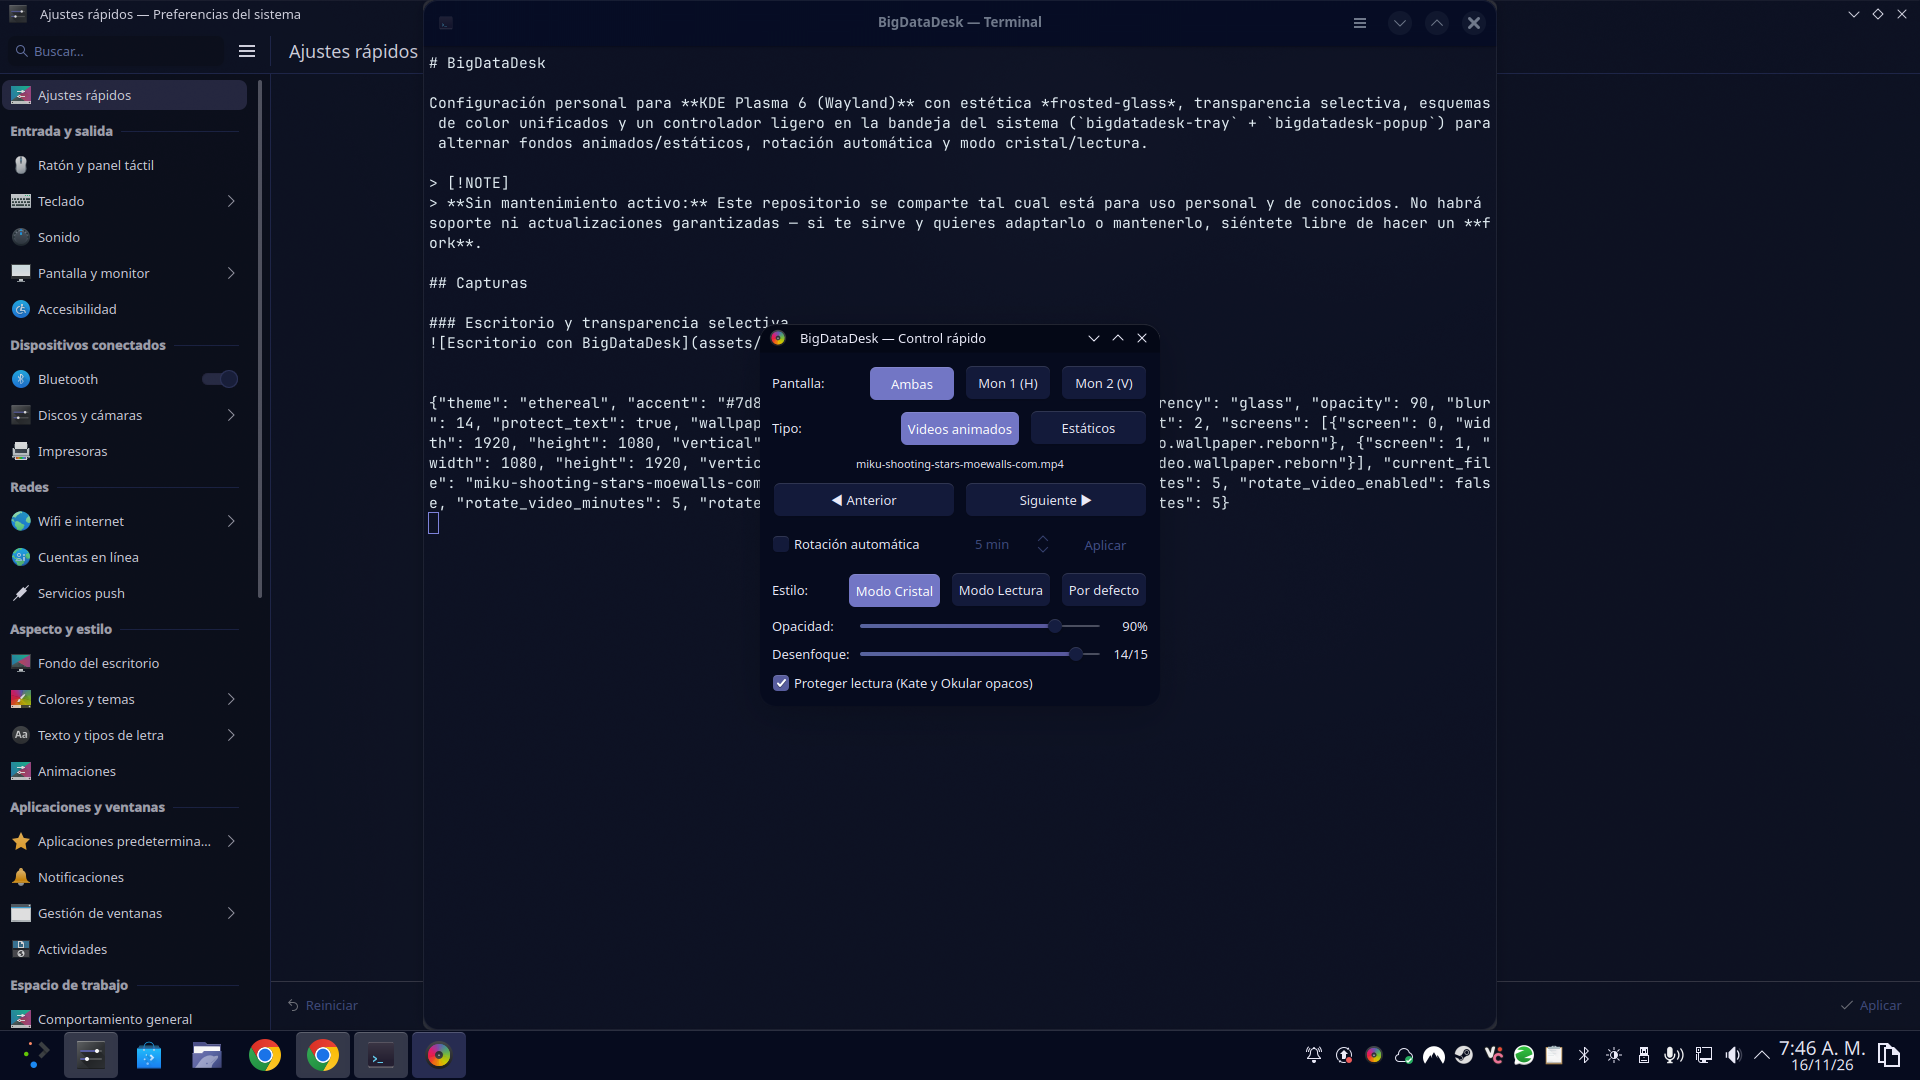 Ajustes rápidos — Preferencias del sistema
Buscar...
Ajustes rápidos
Ajustes rápidos
Entrada y salida
Ratón y panel táctil
Teclado
Sonido
Pantalla y monitor
Accesibilidad
Dispositivos conectados
Bluetooth
Discos y cámaras
Impresoras
Redes
Wifi e internet
Cuentas en línea
Servicios push
Aspecto y estilo
Fondo del escritorio
Colores y temas
Aa Texto y tipos de letra
Animaciones
Aplicaciones y ventanas
Aplicaciones predetermina...
Notificaciones
Gestión de ventanas
Actividades
Espacio de trabajo
Comportamiento general
Reiniciar
Aplicar
BigDataDesk — Terminal
# BigDataDesk
Configuración personal para **KDE Plasma 6 (Wayland)** con estética *frosted-glass*, transparencia selectiva, esquemas
de color unificados y un controlador ligero en la bandeja del sistema (`bigdatadesk-tray` + `bigdatadesk-popup`) para
alternar fondos animados/estáticos, rotación automática y modo cristal/lectura.
> [!NOTE]
> **Sin mantenimiento activo:** Este repositorio se comparte tal cual está para uso personal y de conocidos. No habrá
soporte ni actualizaciones garantizadas — si te sirve y quieres adaptarlo o mantenerlo, siéntete libre de hacer un **f
ork**.
## Capturas
### Escritorio y transparencia selectiva
![Escritorio con BigDataDesk](assets/
{"theme": "ethereal", "accent": "#7d8 rency": "glass", "opacity": 90, "blur
": 14, "protect_text": true, "wallpap t": 2, "screens": [{"screen": 0, "wid
th": 1920, "height": 1080, "vertical" o.wallpaper.reborn"}, {"screen": 1, "
width": 1080, "height": 1920, "vertic deo.wallpaper.reborn"}], "current_fil
e": "miku-shooting-stars-moewalls-com tes": 5, "rotate_video_enabled": fals
e, "rotate_video_minutes": 5, "rotate tes": 5}
BigDataDesk — Control rápido
Pantalla: Ambas Mon 1 (H) Mon 2 (V)
Tipo: Videos animados Estáticos
miku-shooting-stars-moewalls-com.mp4
◀ Anterior Siguiente ▶
Rotación automática 5 min Aplicar
Estilo: Modo Cristal Modo Lectura Por defecto
Opacidad: 90%
Desenfoque: 14/15
Proteger lectura (Kate y Okular opacos)
7:46 A. M.
16/11/26